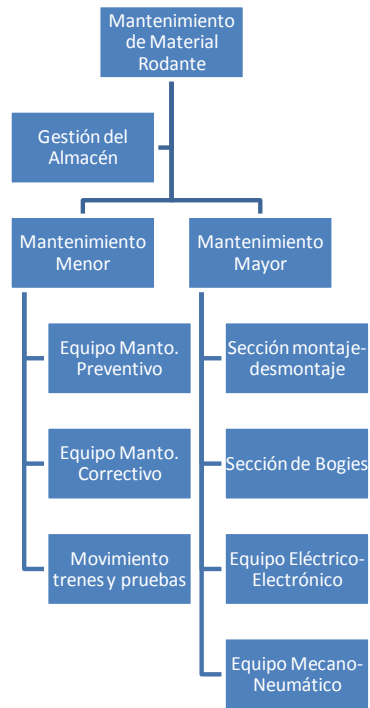 Mantenimiento
de Material
Rodante
Gestión del
Almacén
Mantenimiento
Menor
Mantenimiento
Mayor
Equipo Manto.
Preventivo
Sección montaje-
desmontaje
Equipo Manto.
Correctivo
Sección de Bogies
Movimiento
trenes y pruebas
Equipo Eléctrico-
Electrónico
Equipo Mecano-
Neumático